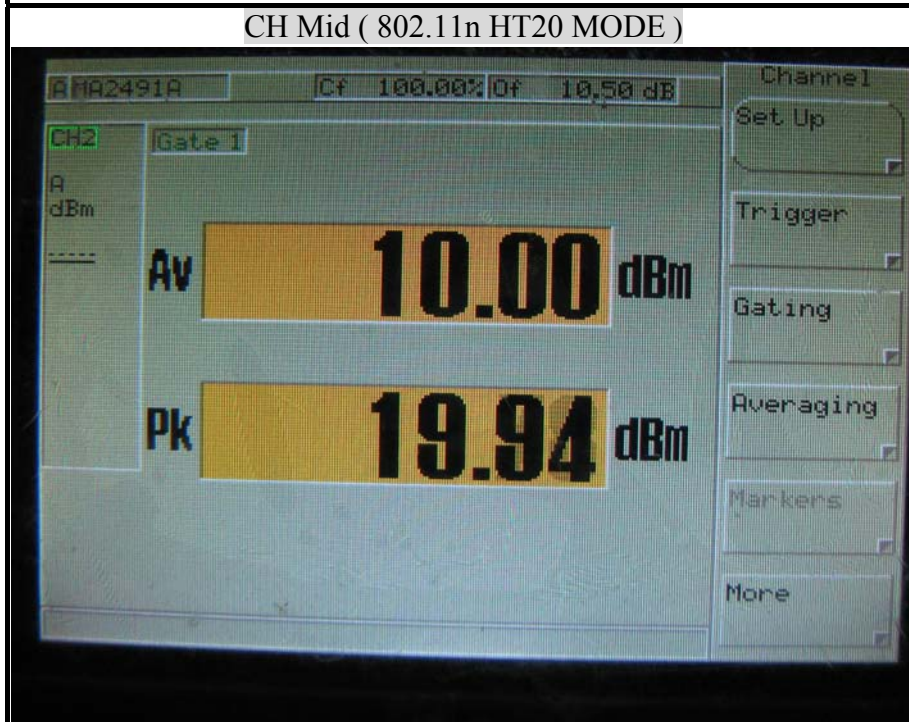 CH Mid ( 802.11n HT20 MODE )
A MA2491A Cf 100.00% Of 10.50 dB
Channel
Set Up
CH2 Gate 1
A
dBm
-----
Trigger
Av 10.00 dBm
Gating
Averaging
Pk 19.94 dBm
Markers
More